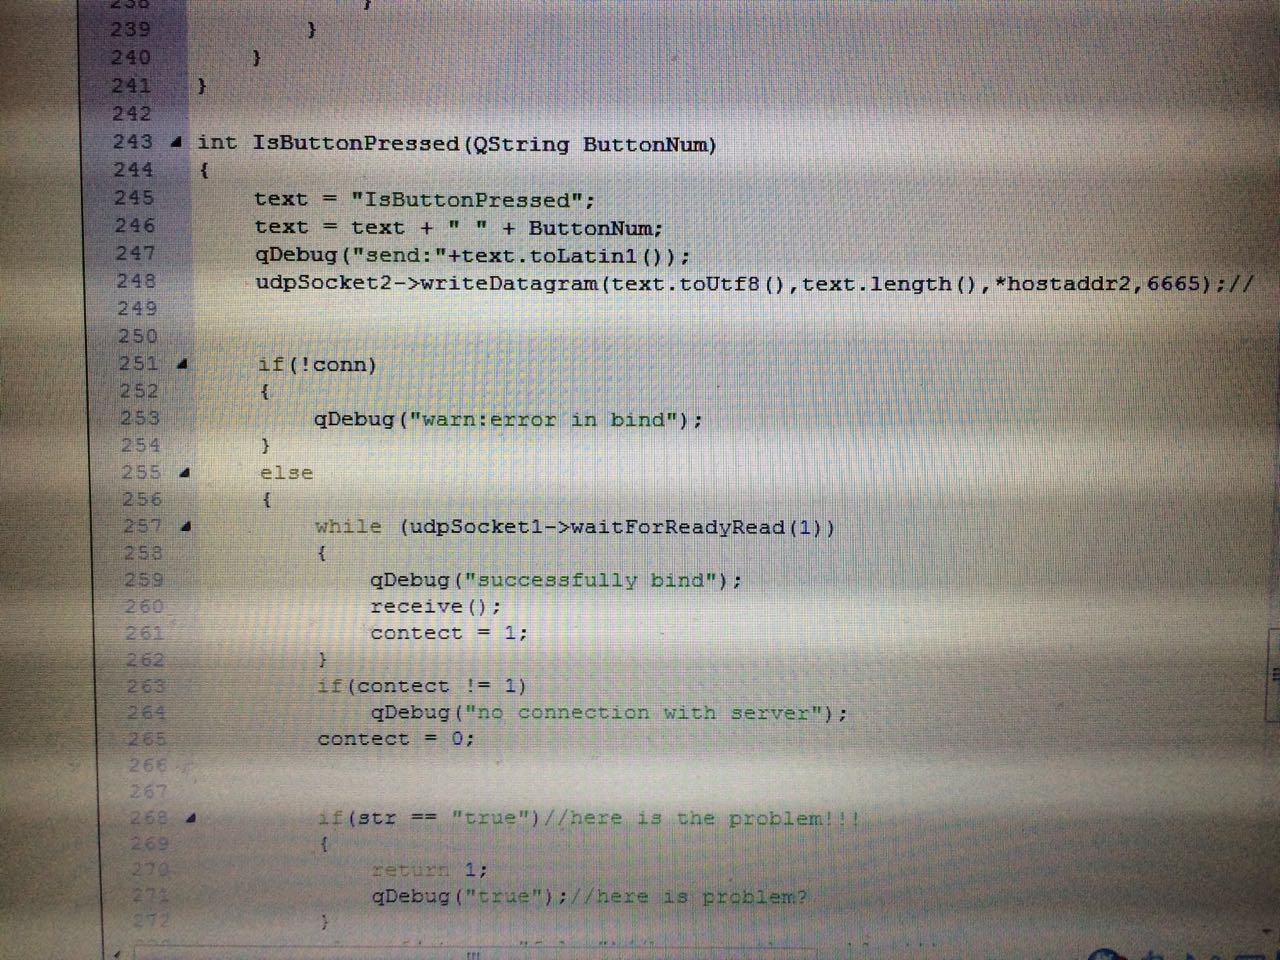 238 }
239 }
240 }
241 }
242
243 int IsButtonPressed(QString ButtonNum)
244 {
245 text = "IsButtonPressed";
246 text = text + " " + ButtonNum;
247 qDebug("send:"+text.toLatin1());
248 udpSocket2->writeDatagram(text.toUtf8(),text.length(),*hostaddr2,6665);//
249
250
251 if(!conn)
252 {
253 qDebug("warn:error in bind");
254 }
255 else
256 {
257 while (udpSocket1->waitForReadyRead(1))
258 {
259 qDebug("successfully bind");
260 receive();
261 contect = 1;
262 }
263 if(contect != 1)
264 qDebug("no connection with server");
265 contect = 0;
266
267
268 if(str == "true")//here is the problem!!!
269 {
270 return 1;
271 qDebug("true");//here is problem?
272 }